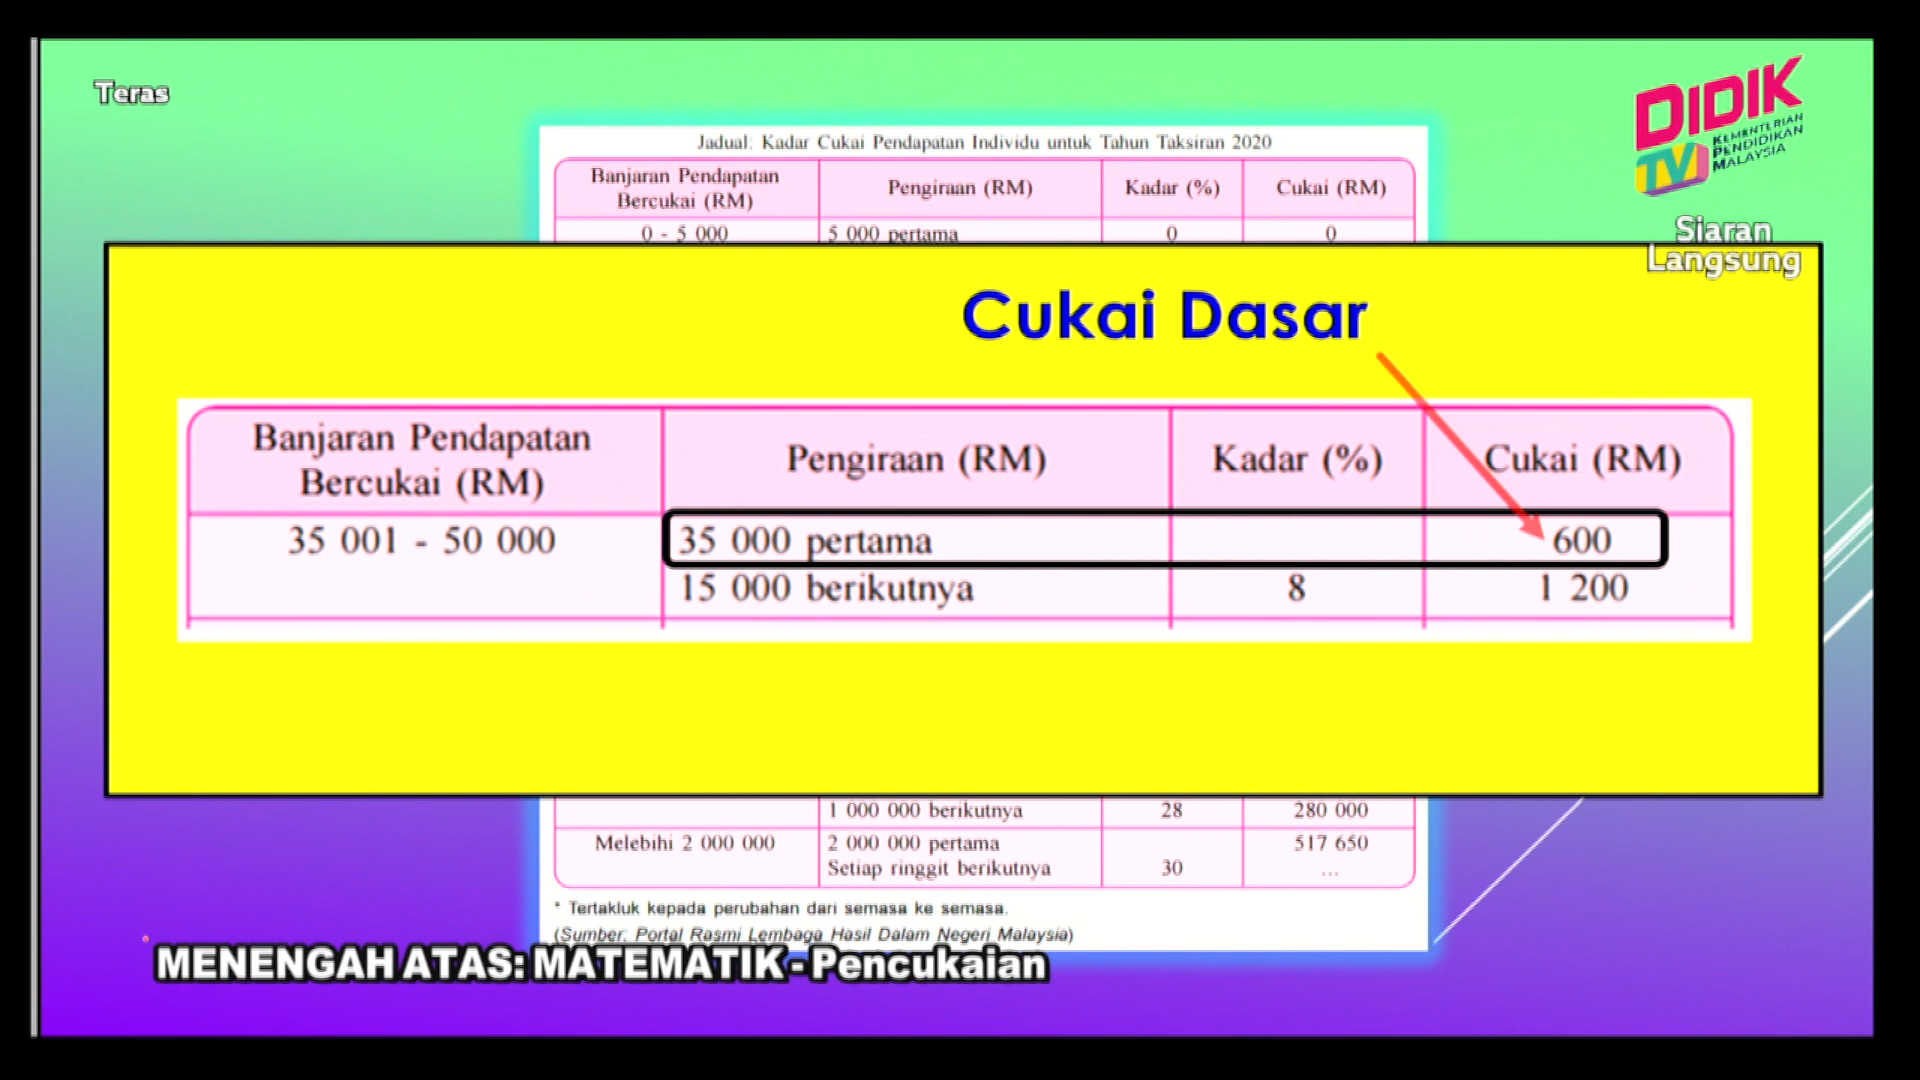 Teras
DIDIK
TV
KEMENTERIAN
PENDIDIKAN
MALAYSIA
Siaran
Langsung
Jadual: Kadar Cukai Pendapatan Individu untuk Tahun Taksiran 2020
Banjaran Pendapatan
Bercukai (RM)
Pengiraan (RM)
Kadar (%)
Cukai (RM)
0 - 5 000 5 000 pertama 0 0
Cukai Dasar
Banjaran Pendapatan
Bercukai (RM)
Pengiraan (RM)
Kadar (%)
Cukai (RM)
35 001 - 50 000 35 000 pertama 600
15 000 berikutnya 8 1 200
1 000 000 berikutnya 28 280 000
Melebihi 2 000 000 2 000 000 pertama 517 650
Setiap ringgit berikutnya 30 ...
* Tertakluk kepada perubahan dari semasa ke semasa.
(Sumber: Portal Rasmi Lembaga Hasil Dalam Negeri Malaysia)
MENENGAH ATAS: MATEMATIK - Pencukaian